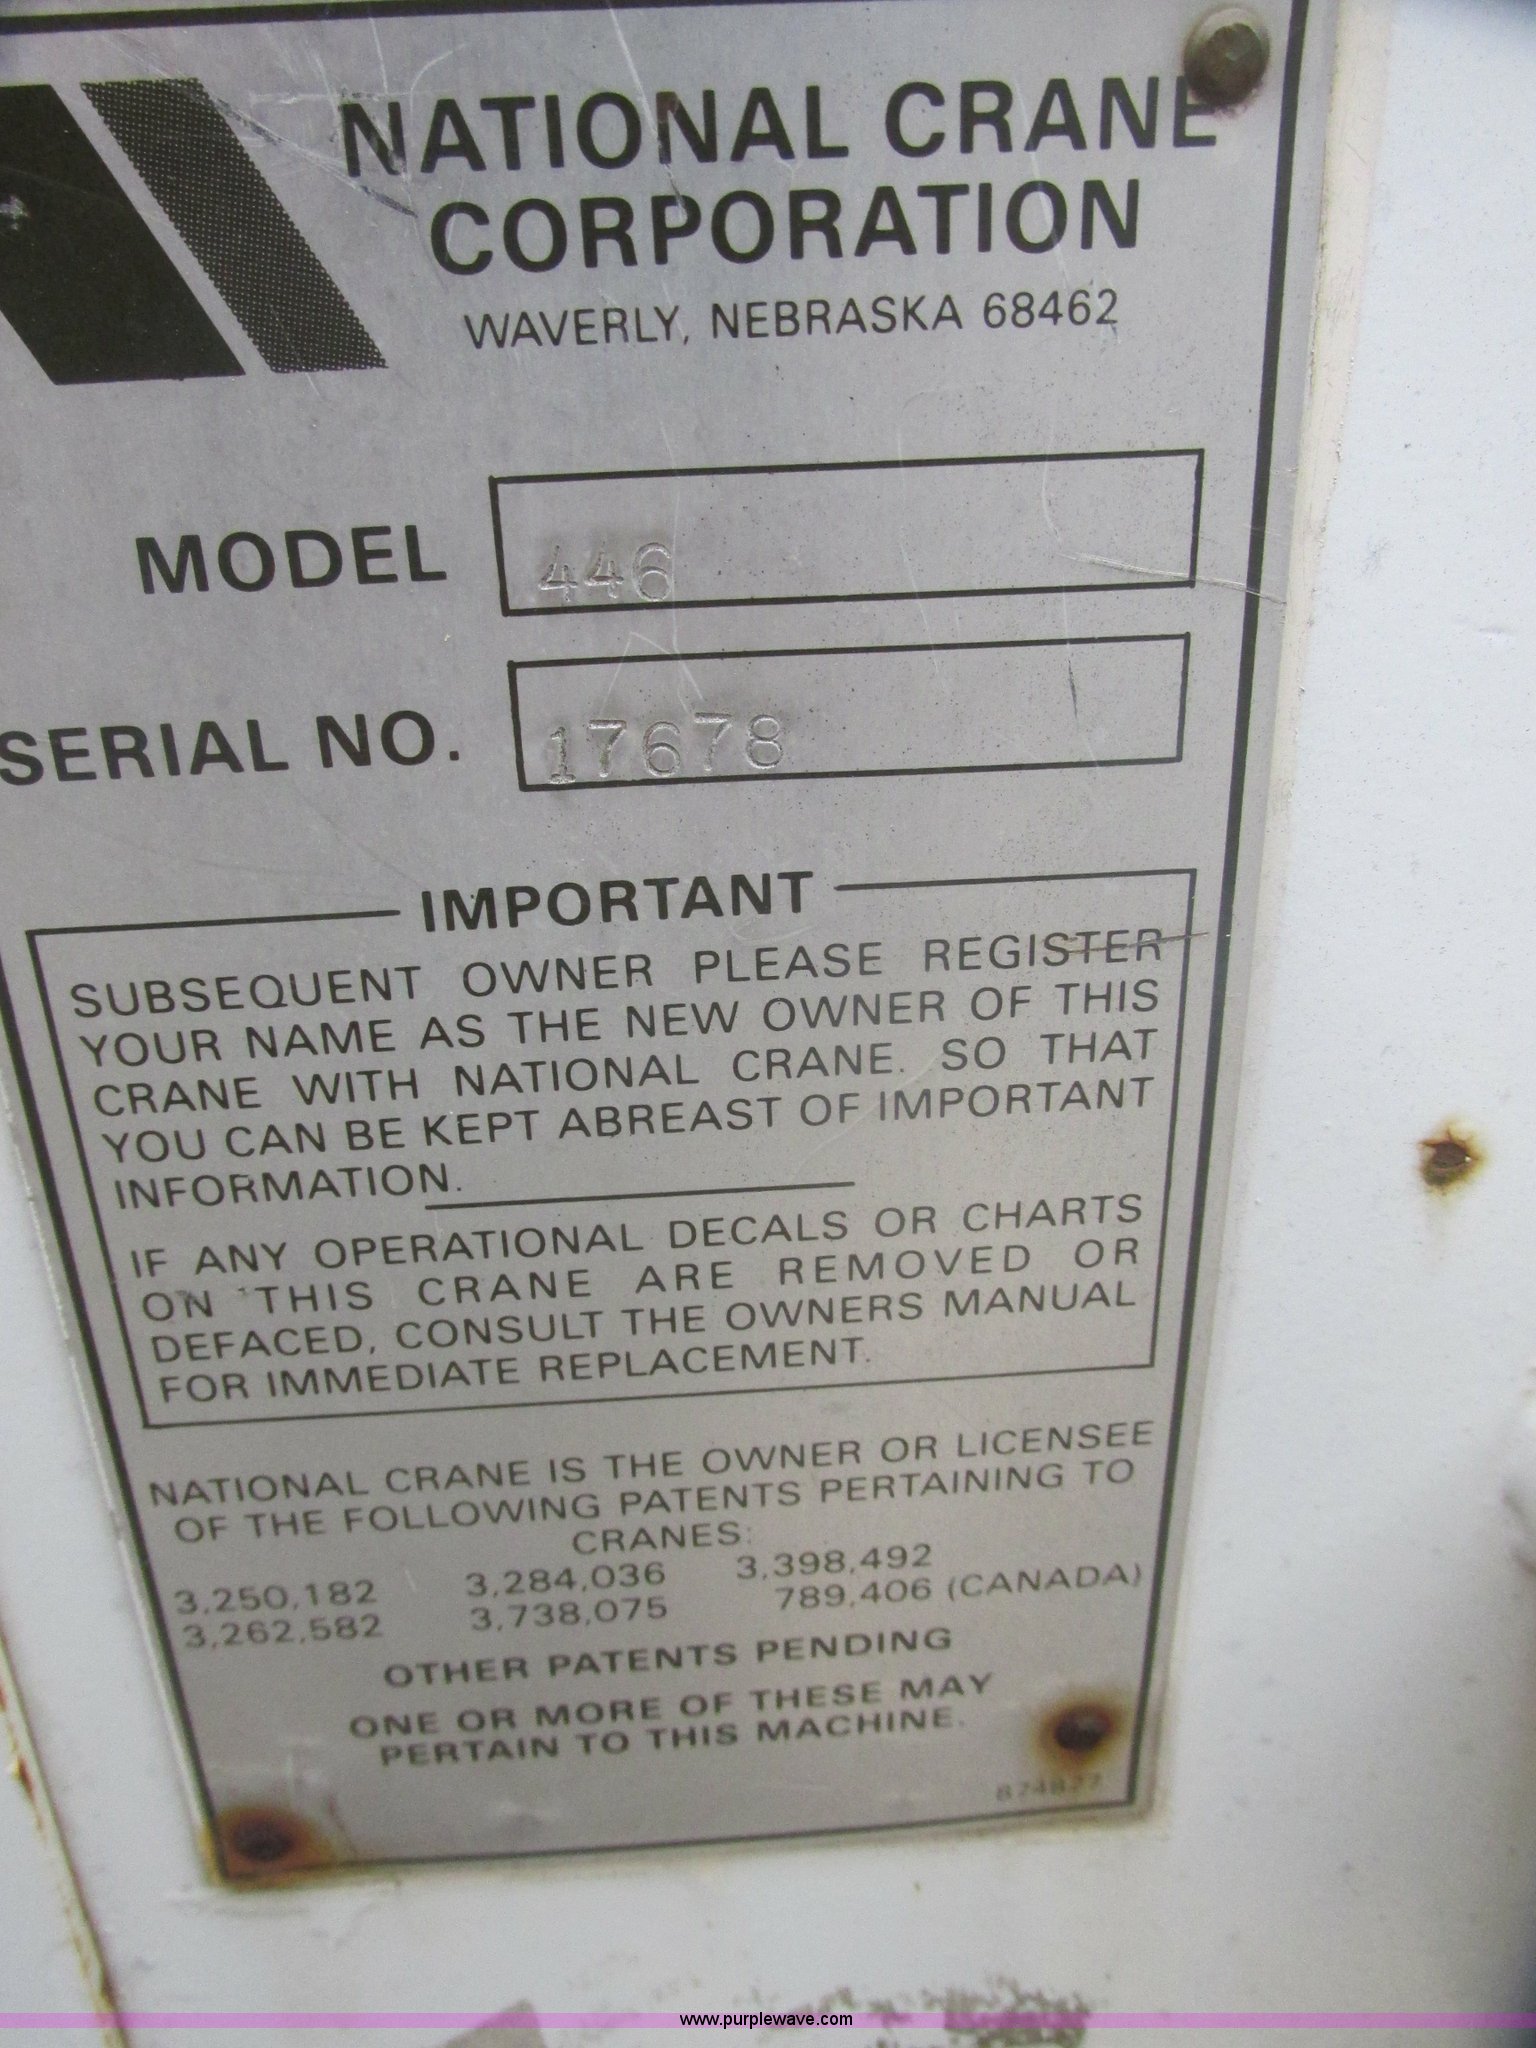 NATIONAL CRANE
CORPORATION
WAVERLY, NEBRASKA 68462
MODEL 446
SERIAL NO. 17678
IMPORTANT
SUBSEQUENT OWNER PLEASE REGISTER
YOUR NAME AS THE NEW OWNER OF THIS
CRANE WITH NATIONAL CRANE. SO THAT
YOU CAN BE KEPT ABREAST OF IMPORTANT
INFORMATION.
IF ANY OPERATIONAL DECALS OR CHARTS
ON THIS CRANE ARE REMOVED OR
DEFACED, CONSULT THE OWNERS MANUAL
FOR IMMEDIATE REPLACEMENT.
NATIONAL CRANE IS THE OWNER OR LICENSEE
OF THE FOLLOWING PATENTS PERTAINING TO
CRANES:
3,250,182 3,284,036 3,398,492
3,262,582 3,738,075 789,406 (CANADA)
OTHER PATENTS PENDING
ONE OR MORE OF THESE MAY
PERTAIN TO THIS MACHINE.
www.purplewave.com